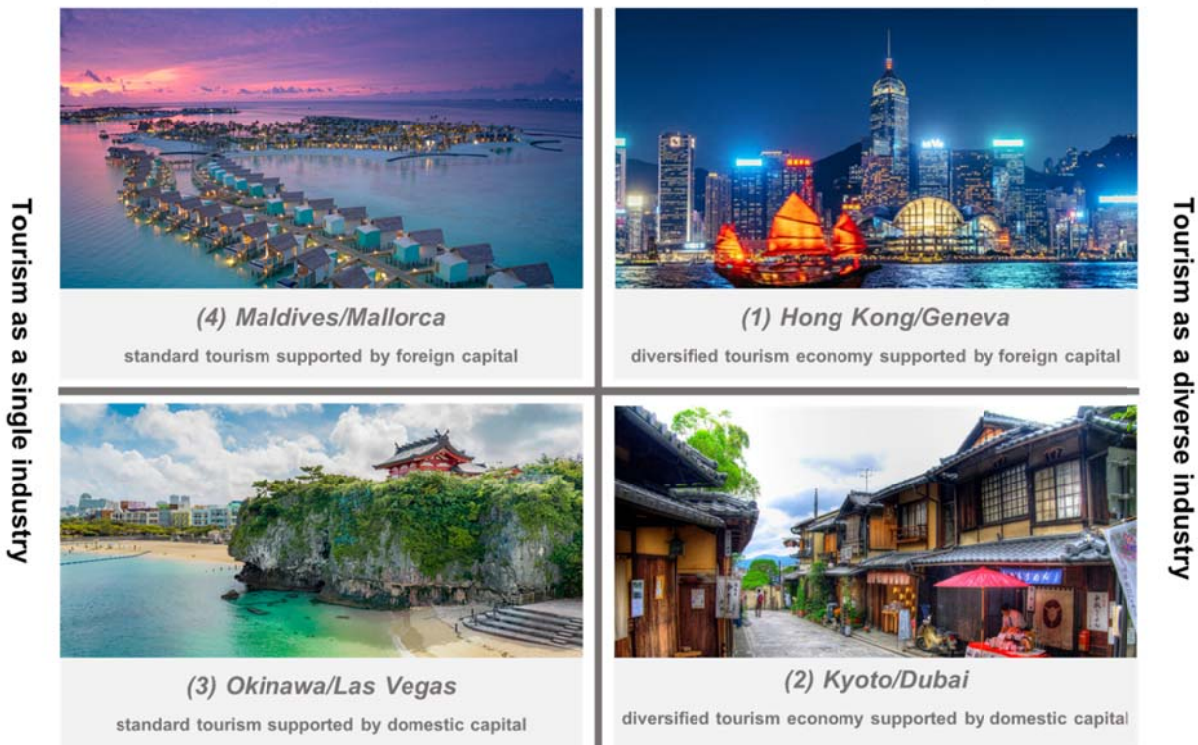 Tourism as a single industry
(4) Maldives/Mallorca
standard tourism supported by foreign capital
(1) Hong Kong/Geneva
diversified tourism economy supported by foreign capital
Tourism as a diverse industry
(3) Okinawa/Las Vegas
standard tourism supported by domestic capital
(2) Kyoto/Dubai
diversified tourism economy supported by domestic capital